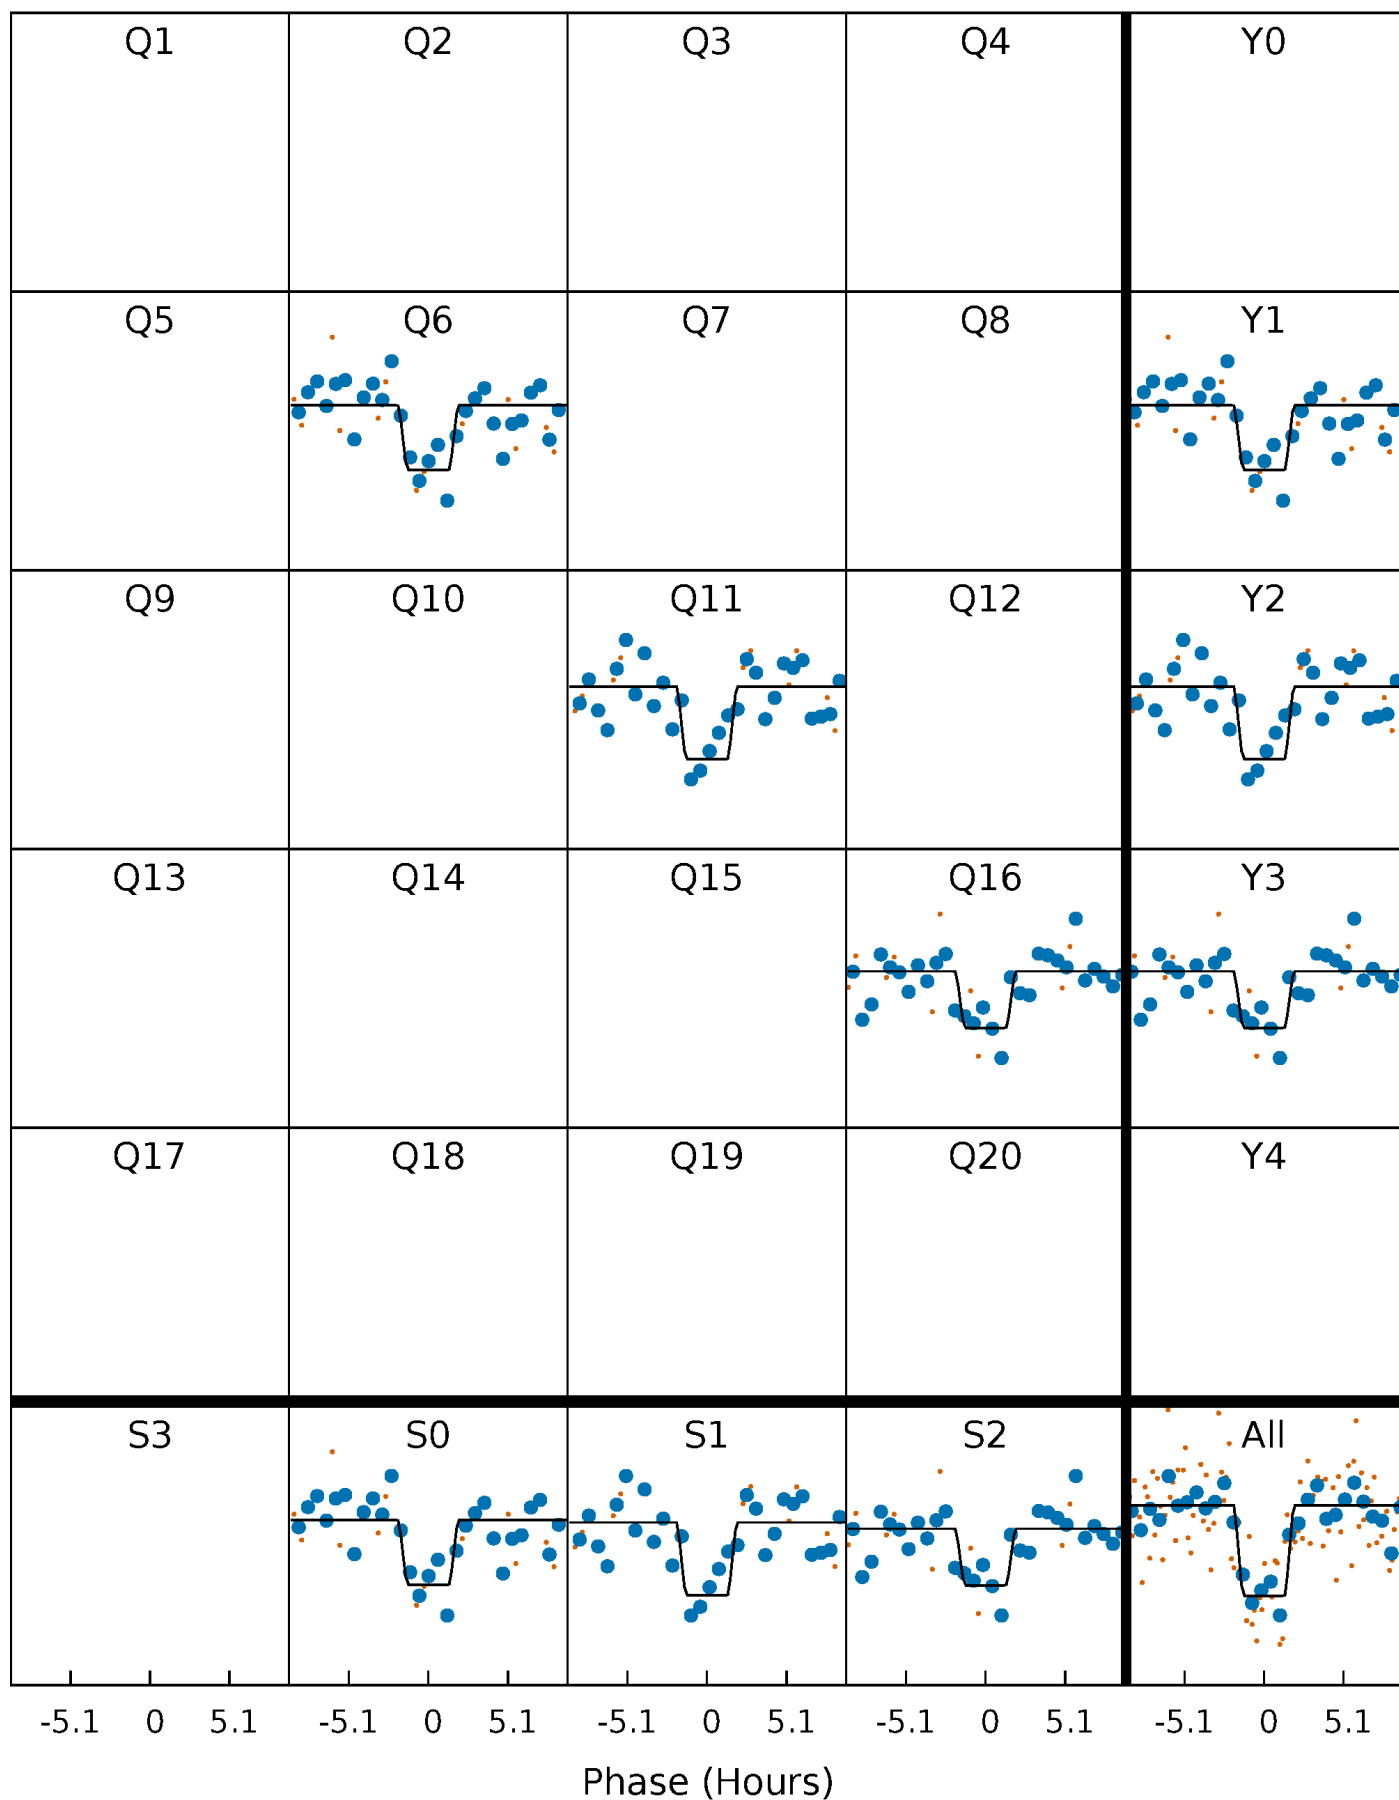 Q1 Q2 Q3 Q4 Y0
Q5 Q6 Q7 Q8 Y1
Q9 Q10 Q11 Q12 Y2
Q13 Q14 Q15 Q16 Y3
Q17 Q18 Q19 Q20 Y4
S3 S0 S1 S2 All
-5.1 0 5.1 -5.1 0 5.1 -5.1 0 5.1 -5.1 0 5.1 -5.1 0 5.1
Phase (Hours)